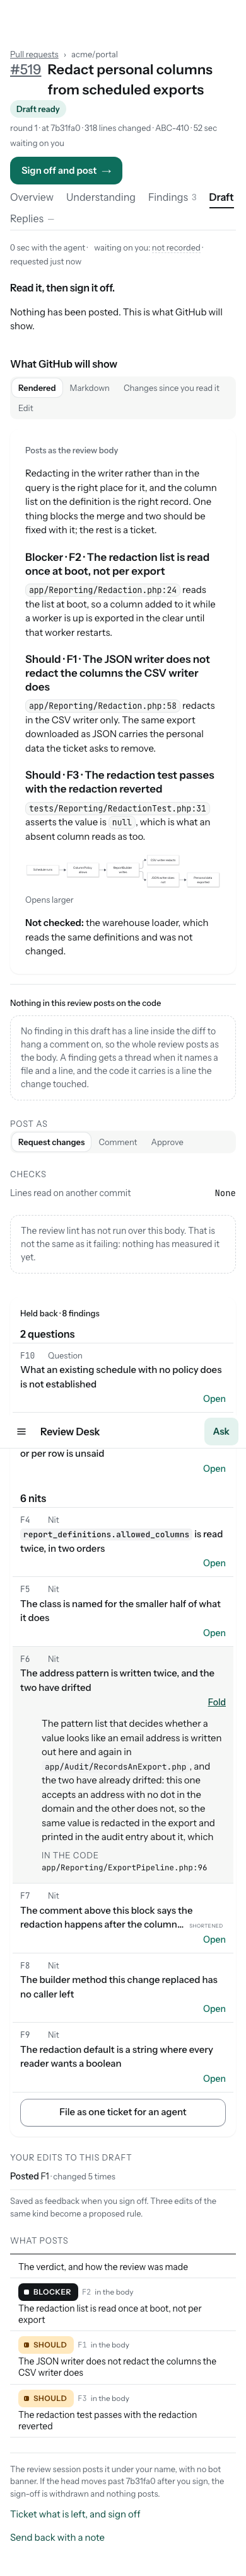 Pull requests › acme/portal
#519 Redact personal columns
from scheduled exports
Draft ready
round 1 · at 7b31fa0 · 318 lines changed · ABC-410 · 52 sec
waiting on you
Sign off and post →
Overview Understanding Findings 3 Draft
Replies —
0 sec with the agent · waiting on you: not recorded ·
requested just now
Read it, then sign it off.
Nothing has been posted. This is what GitHub will
show.
What GitHub will show
Rendered Markdown Changes since you read it
Edit
Posts as the review body
Redacting in the writer rather than in the
query is the right place for it, and the column
list on the definition is the right record. One
thing blocks the merge and two should be
fixed with it; the rest is a ticket.
Blocker · F2 · The redaction list is read
once at boot, not per export
app/Reporting/Redaction.php:24 reads
the list at boot, so a column added to it while
a worker is up is exported in the clear until
that worker restarts.
Should · F1 · The JSON writer does not
redact the columns the CSV writer
does
app/Reporting/Redaction.php:58 redacts
in the CSV writer only. The same export
downloaded as JSON carries the personal
data the ticket asks to remove.
Should · F3 · The redaction test passes
with the redaction reverted
tests/Reporting/RedactionTest.php:31
asserts the value is null, which is what an
absent column reads as too.
Opens larger
Not checked: the warehouse loader, which
reads the same definitions and was not
changed.
Nothing in this review posts on the code
No finding in this draft has a line inside the diff to
hang a comment on, so the whole review posts as
the body. A finding gets a thread when it names a
file and a line, and the code it carries is a line the
change touched.
POST AS
Request changes Comment Approve
CHECKS
Lines read on another commit None
The review lint has not run over this body. That is
not the same as it failing: nothing has measured it
yet.
Held back · 8 findings
2 questions
F10 Question
What an existing schedule with no policy does
is not established
Open
Review Desk Ask
or per row is unsaid
Open
6 nits
F4 Nit
report_definitions.allowed_columns is read
twice, in two orders
Open
F5 Nit
The class is named for the smaller half of what
it does
Open
F6 Nit
The address pattern is written twice, and the
two have drifted
Fold
The pattern that decides whether a
value looks like an email address is written
out here and again in
app/Audit/RecordsAnExport.php, and
the two have already drifted: this one
accepts an address with no dot in the
domain and the other does not, so the
same value is redacted in the export and
printed in the audit entry about it, which
IN THE CODE
app/Reporting/ExportPipeline.php:96
F7 Nit
The comment above this block says the
redaction happens after the column… SHORTENED
Open
F8 Nit
The builder method this change replaced has
no caller left
Open
F9 Nit
The redaction default is a string where every
reader wants a boolean
Open
File as one ticket for an agent
YOUR EDITS TO THIS DRAFT
Posted F1 · changed 5 times
Saved as feedback when you sign off. Three edits of the
same kind become a proposed rule.
WHAT POSTS
The verdict, and how the review was made
BLOCKER F2 in the body
The redaction list is read once at boot, not per
export
SHOULD F1 in the body
The JSON writer does not redact the columns the
CSV writer does
SHOULD F3 in the body
The redaction test passes with the redaction
reverted
The review session posts it under your name, with no bot
banner. If the head moves past 7b31fa0 after you sign, the
sign-off is withdrawn and nothing posts.
Ticket what is left, and sign off
Send back with a note